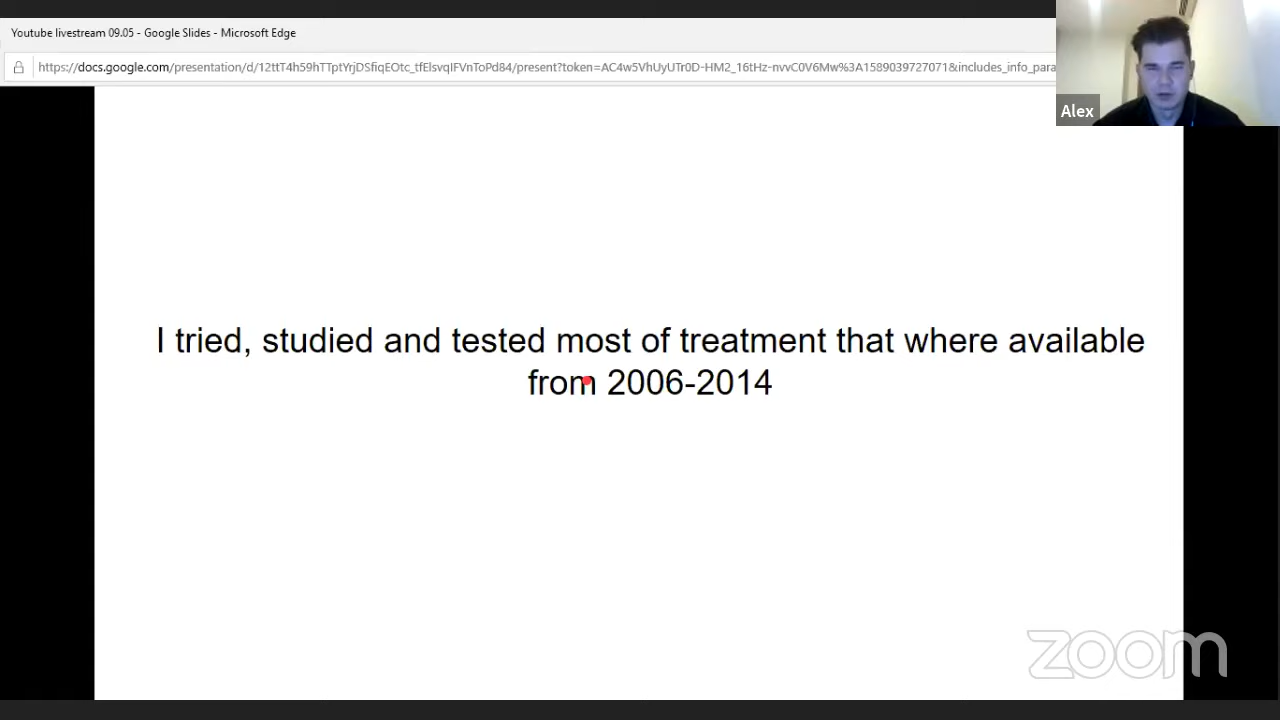 Youtube livestream 09.05 - Google Slides - Microsoft Edge
https://docs.google.com/presentation/d/12ttT4h59hTTptYrjDSfiqEOtc_tfElsvqIFVnToPd84/present?token=AC4w5VhUyUTr0D-HM2_16tHz-nvvC0V6Mw%3A1589039727071&includes_info_para
Alex
I tried, studied and tested most of treatment that where available
from 2006-2014
zoom